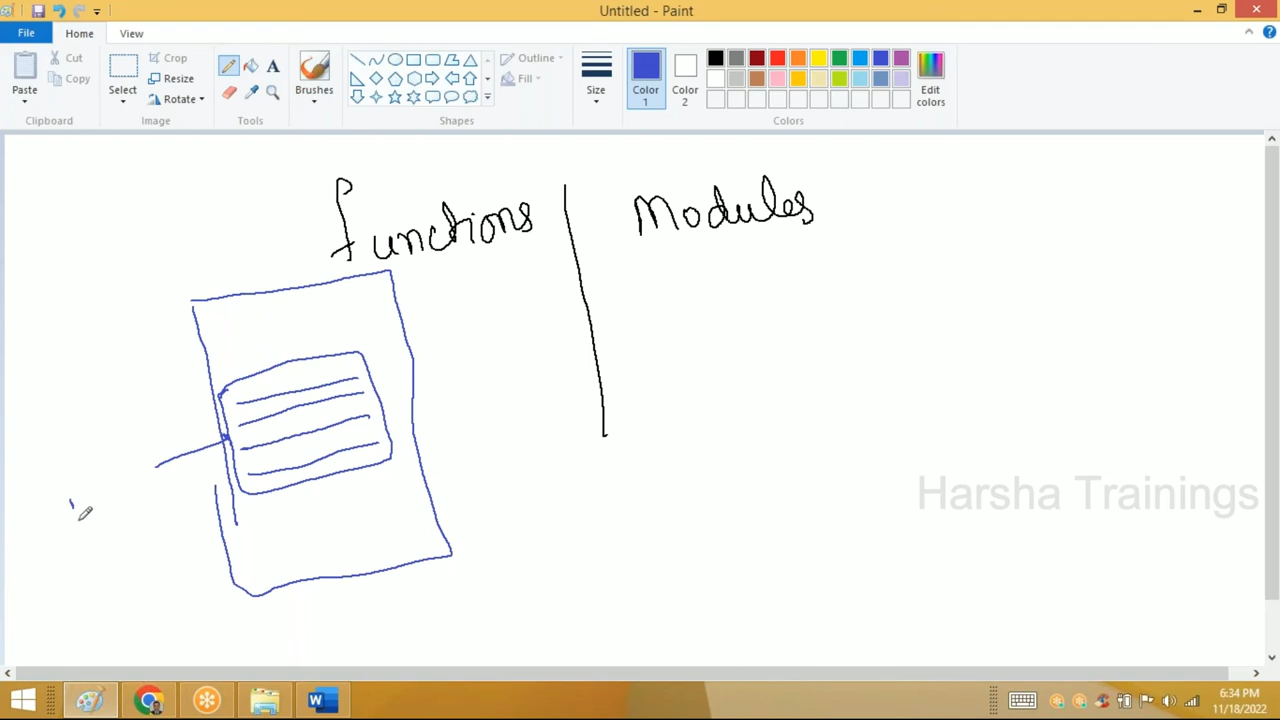 Untitled - Paint
File Home View
Cut
Copy
Paste
Clipboard
Crop
Resize
Rotate
Select
Image
Tools
Brushes
Outline
Fill
Shapes
Size
Color 1
Color 2
Edit colors
Colors
functions Modules
Harsha Trainings
6:34 PM
11/18/2022